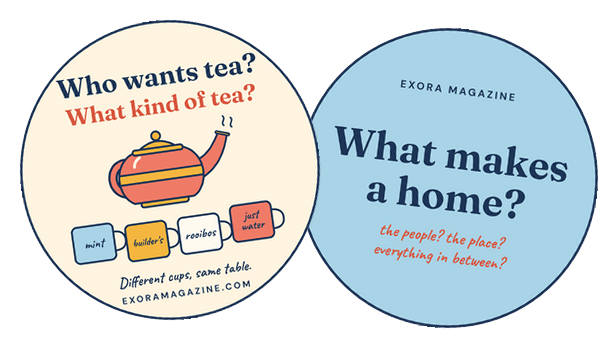 Who wants tea?
What kind of tea?
mint
builder's
rooibos
just
water
Different cups, same table.
EXORAMAGAZINE.COM
EXORA MAGAZINE
What makes
a home?
the people? the place?
everything in between?